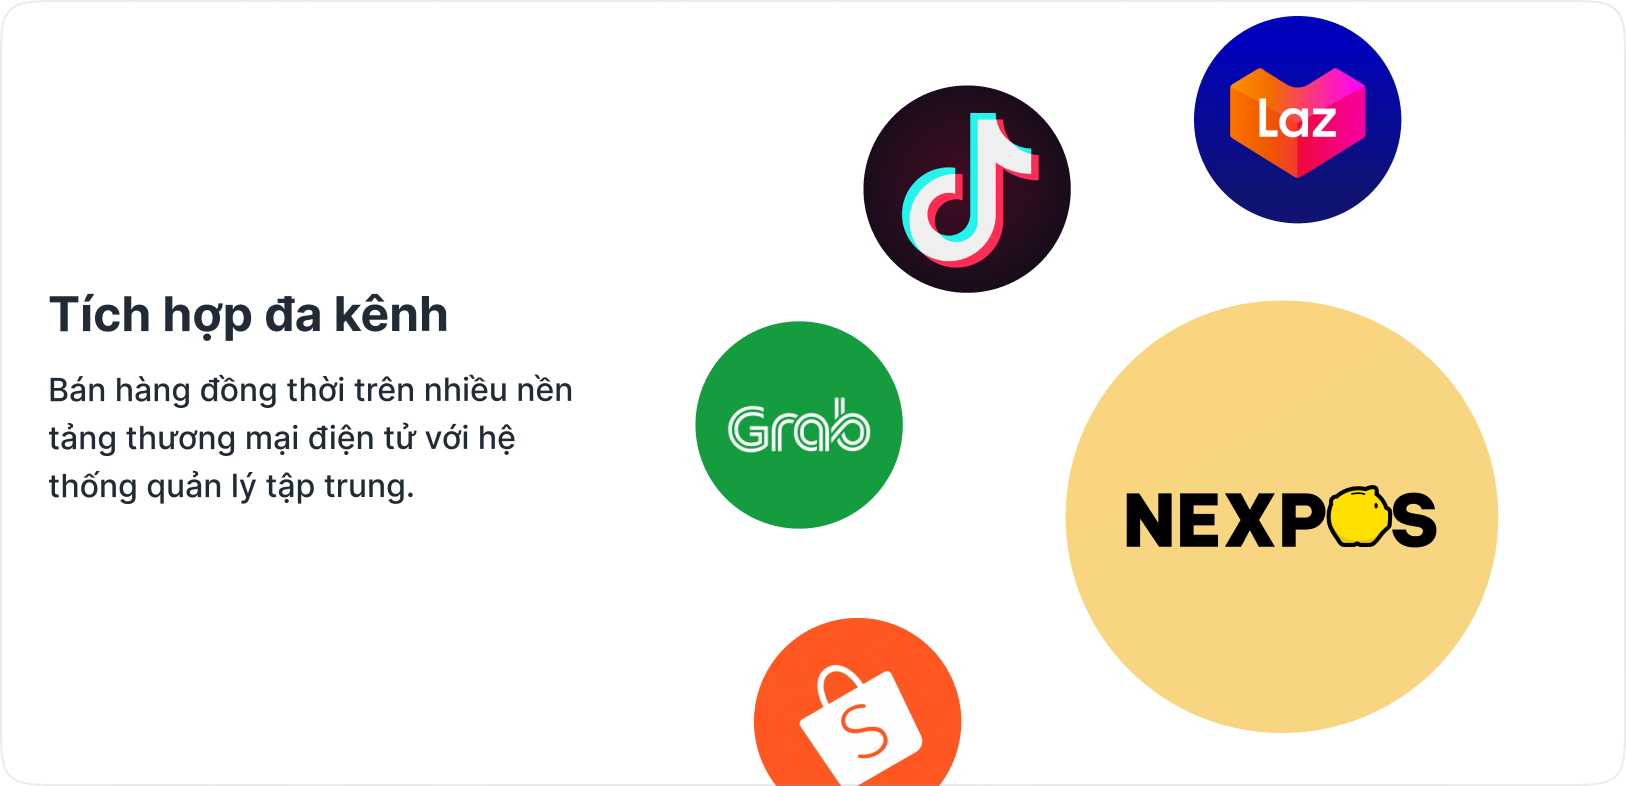 Tích hợp đa kênh
Bán hàng đồng thời trên nhiều nền
tảng thương mại điện tử với hệ
thống quản lý tập trung.
Laz
Grab
NEXPOS
S